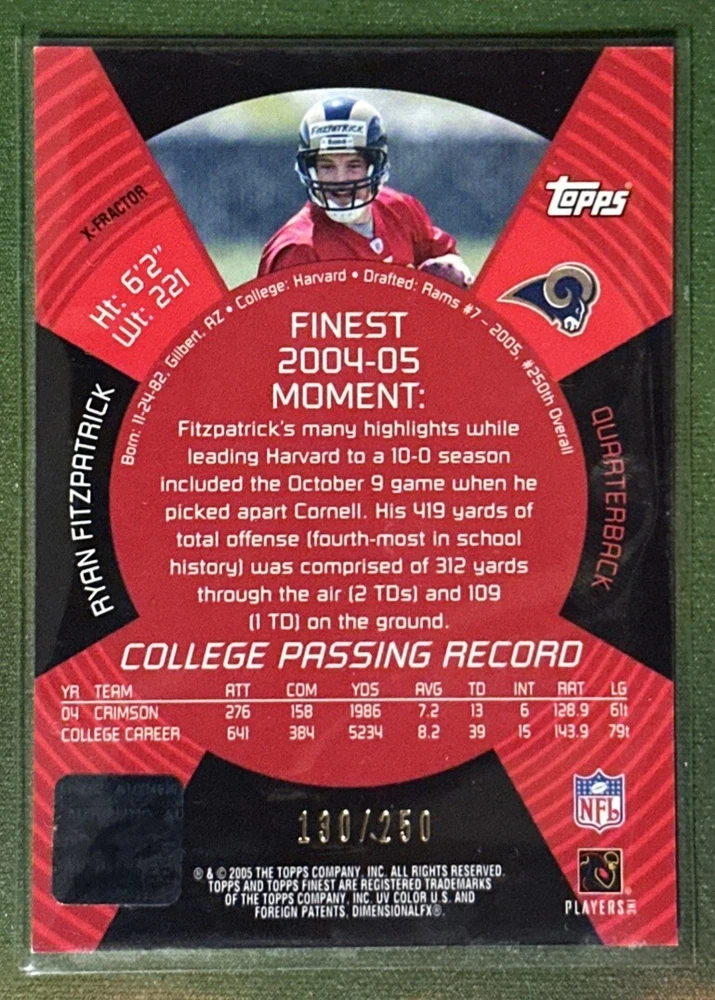 FITZPATRICK
Riddell
X-FRACTOR
topps
Ht: 6'2"
Wt: 221
Born: 11-24-82, Gilbert, AZ • College: Harvard • Drafted: Rams #7 – 2005, #250th Overall
RYAN FITZPATRICK
QUARTERBACK
FINEST
2004-05
MOMENT:
Fitzpatrick's many highlights while
leading Harvard to a 10-0 season
included the October 9 game when he
picked apart Cornell. His 419 yards of
total offense (fourth-most in school
history) was comprised of 312 yards
through the air (2 TDs) and 109
(1 TD) on the ground.
COLLEGE PASSING RECORD
YR TEAM ATT COM YDS AVG TD INT RAT LG
04 CRIMSON 276 158 1986 7.2 13 6 128.9 61t
COLLEGE CAREER 641 384 5234 8.2 39 15 143.9 79t
NFL
190/250
® & © 2005 THE TOPPS COMPANY, INC. ALL RIGHTS RESERVED.
TOPPS AND TOPPS FINEST ARE REGISTERED TRADEMARKS
OF THE TOPPS COMPANY, INC. UV COLOR U.S. AND
FOREIGN PATENTS, DIMENSIONALFX®.
PLAYERS INC